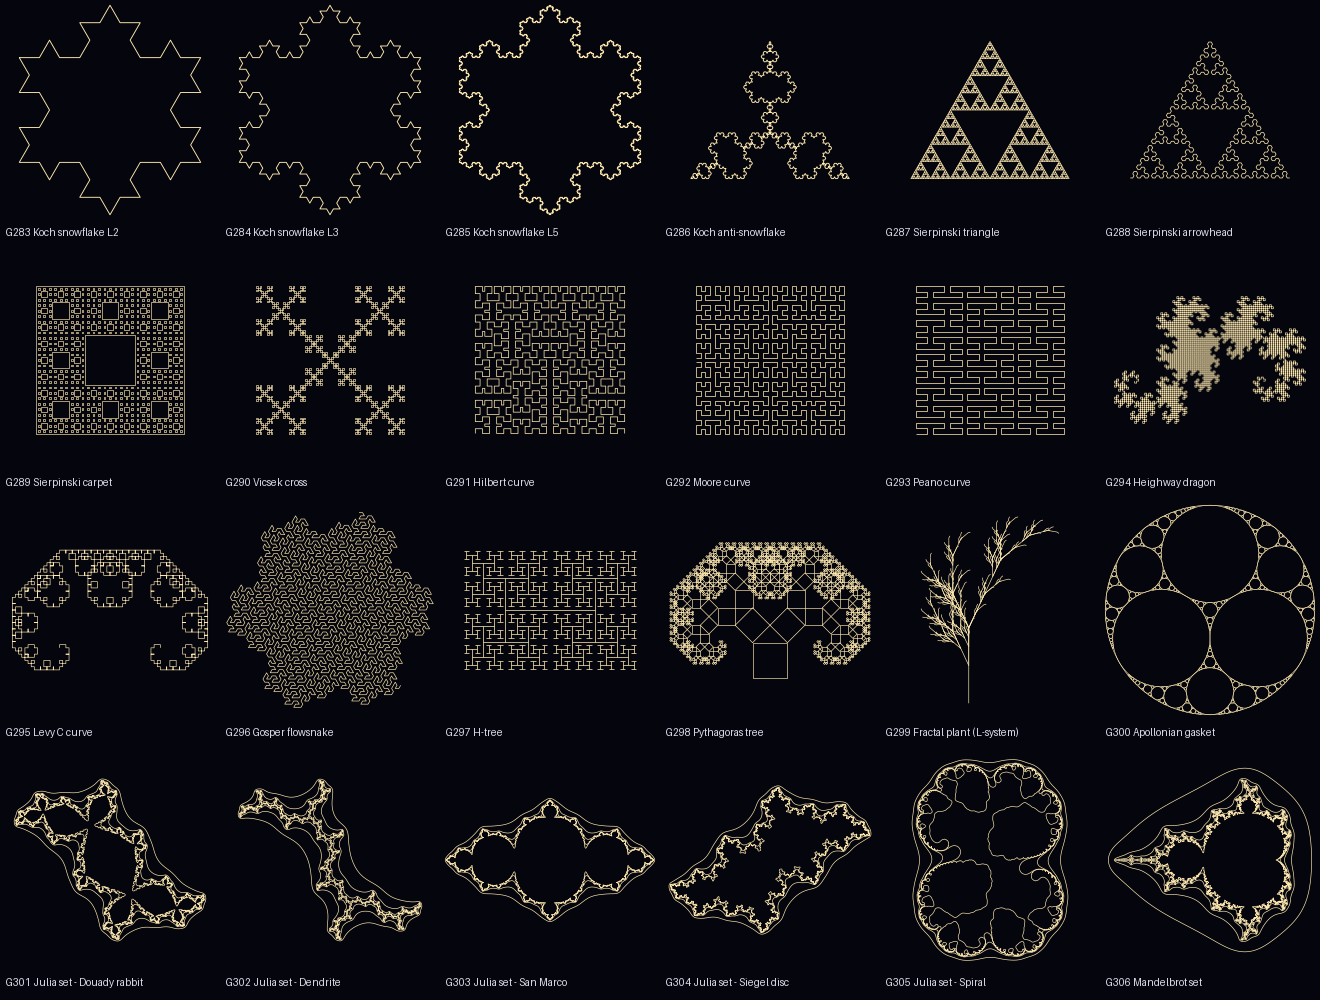 G283 Koch snowflake L2
G284 Koch snowflake L3
G285 Koch snowflake L5
G286 Koch anti-snowflake
G287 Sierpinski triangle
G288 Sierpinski arrowhead
G289 Sierpinski carpet
G290 Vicsek cross
G291 Hilbert curve
G292 Moore curve
G293 Peano curve
G294 Heighway dragon
G295 Levy C curve
G296 Gosper flowsnake
G297 H-tree
G298 Pythagoras tree
G299 Fractal plant (L-system)
G300 Apollonian gasket
G301 Julia set - Douady rabbit
G302 Julia set - Dendrite
G303 Julia set - San Marco
G304 Julia set - Siegel disc
G305 Julia set - Spiral
G306 Mandelbrot set